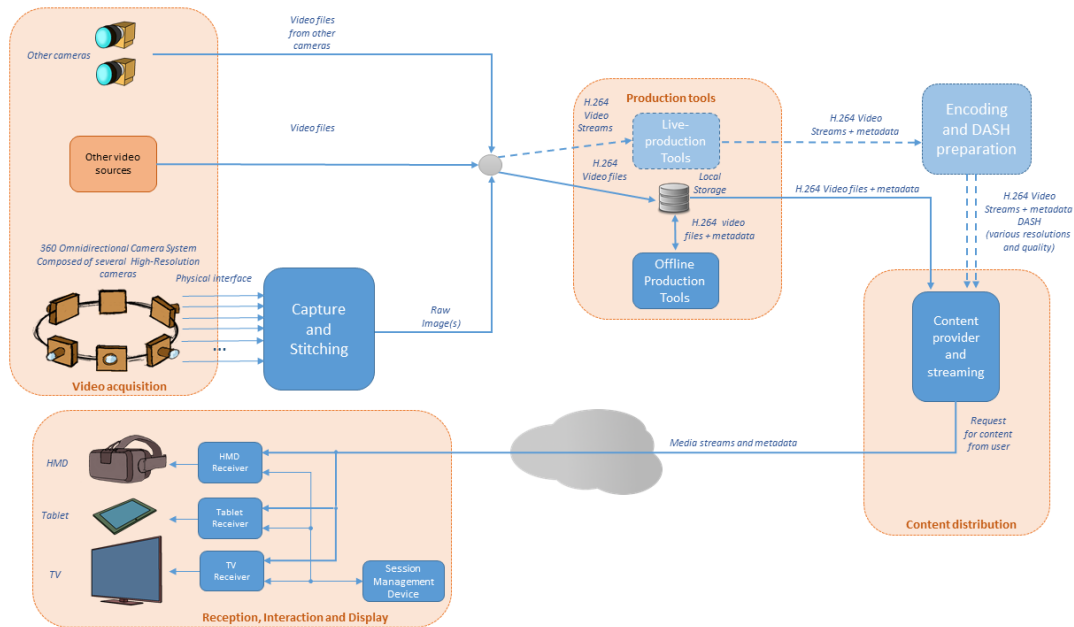 Video files
from other
cameras
Other cameras
Other video
sources
Video files
360 Omnidirectional Camera System
Composed of several High-Resolution
cameras
Physical interface
...
Capture
and
Stitching
Raw
Image(s)
Video acquisition
Production tools
H.264
Video
Streams
Live-
production
Tools
H.264
Video files
Local
Storage
H.264 video
files + metadata
Offline
Production
Tools
H.264 Video
Streams + metadata
Encoding
and DASH
preparation
H.264 Video files + metadata
H.264 Video
Streams + metadata
DASH
(various resolutions
and quality)
Content
provider
and
streaming
Request
for content
from user
Content distribution
Media streams and metadata
HMD
HMD
Receiver
Tablet
Tablet
Receiver
TV
TV
Receiver
Session
Management
Device
Reception, Interaction and Display